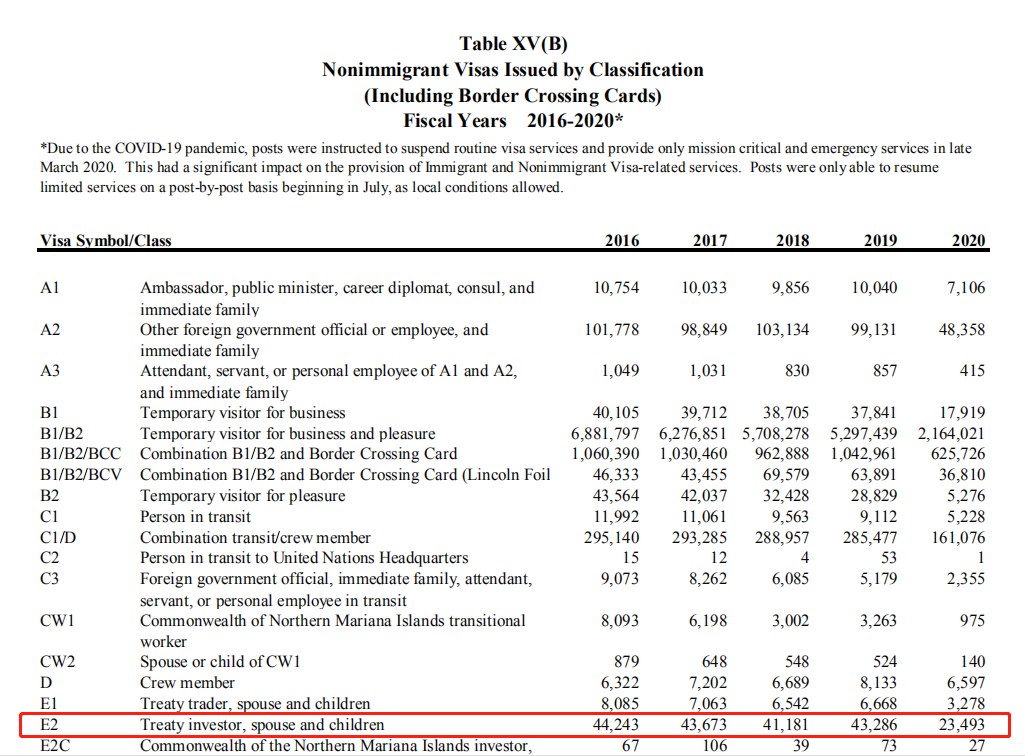 Table XV(B)
Nonimmigrant Visas Issued by Classification
(Including Border Crossing Cards)
Fiscal Years 2016-2020*
*Due to the COVID-19 pandemic, posts were instructed to suspend routine visa services and provide only mission critical and emergency services in late
March 2020. This had a significant impact on the provision of Immigrant and Nonimmigrant Visa-related services. Posts were only able to resume
limited services on a post-by-post basis beginning in July, as local conditions allowed.
Visa Symbol/Class 2016 2017 2018 2019 2020
A1 Ambassador, public minister, career diplomat, consul, and 10,754 10,033 9,856 10,040 7,106
immediate family
A2 Other foreign government official or employee, and 101,778 98,849 103,134 99,131 48,358
immediate family
A3 Attendant, servant, or personal employee of A1 and A2, 1,049 1,031 830 857 415
and immediate family
B1 Temporary visitor for business 40,105 39,712 38,705 37,841 17,919
B1/B2 Temporary visitor for business and pleasure 6,881,797 6,276,851 5,708,278 5,297,439 2,164,021
B1/B2/BCC Combination B1/B2 and Border Crossing Card 1,060,390 1,030,460 962,888 1,042,961 625,726
B1/B2/BCV Combination B1/B2 and Border Crossing Card (Lincoln Foil 46,333 43,455 69,579 63,891 36,810
B2 Temporary visitor for pleasure 43,564 42,037 32,428 28,829 5,276
C1 Person in transit 11,992 11,061 9,563 9,112 5,228
C1/D Combination transit/crew member 295,140 293,285 288,957 285,477 161,076
C2 Person in transit to United Nations Headquarters 15 12 4 53 1
C3 Foreign government official, immediate family, attendant, 9,073 8,262 6,085 5,179 2,355
servant, or personal employee in transit
CW1 Commonwealth of Northern Mariana Islands transitional 8,093 6,198 3,002 3,263 975
worker
CW2 Spouse or child of CW1 879 648 548 524 140
D Crew member 6,322 7,202 6,689 8,133 6,597
E1 Treaty trader, spouse and children 8,085 7,063 6,542 6,668 3,278
E2 Treaty investor, spouse and children 44,243 43,673 41,181 43,286 23,493
E2C Commonwealth of the Northern Mariana Islands investor, 67 106 39 73 27